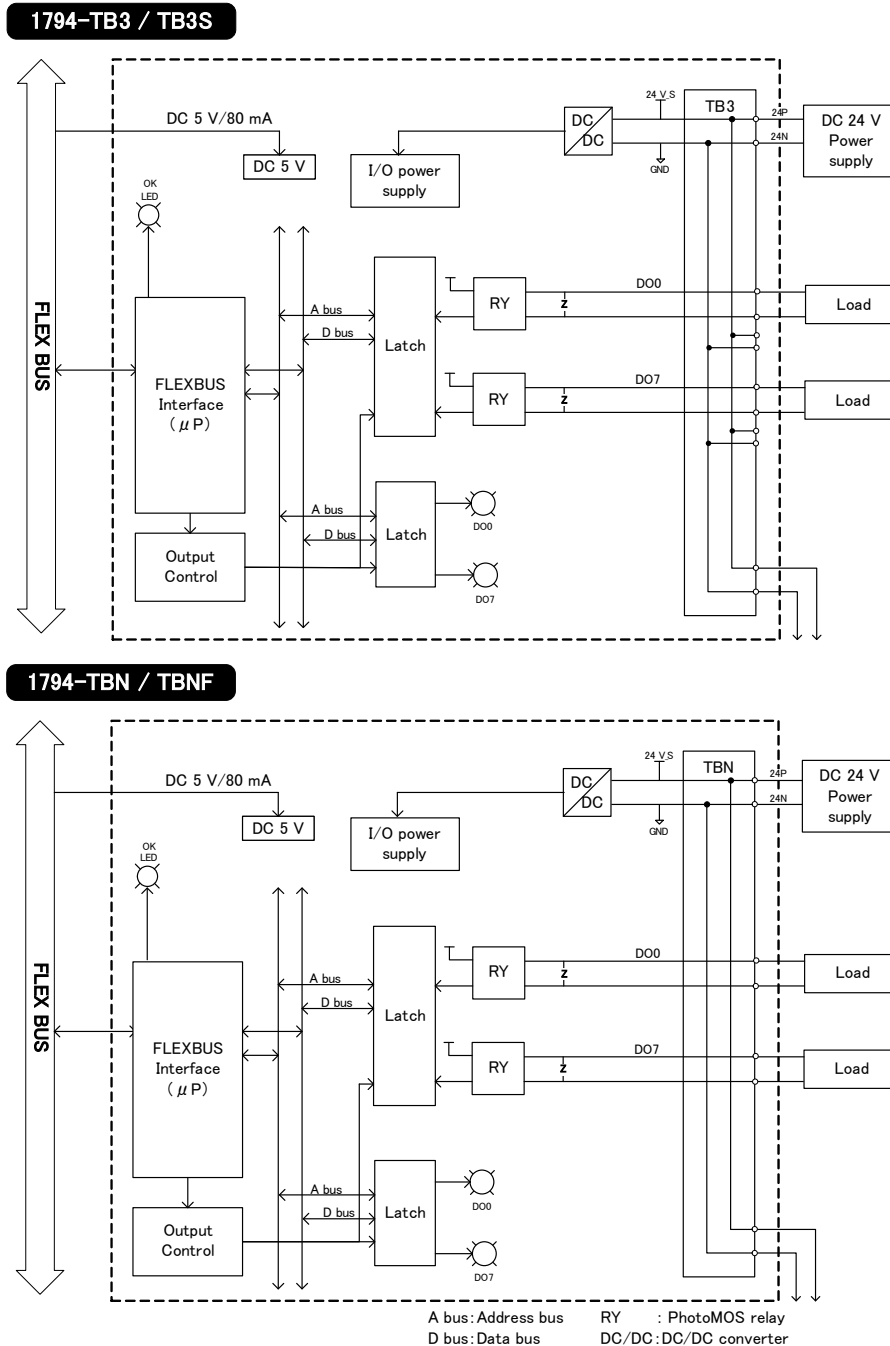 1794-TB3 / TB3S
DC 5 V/80 mA
DC 5 V
OK
LED
I/O power
supply
DC
DC
24 V_S
GND
TB3
24P
24N
DC 24 V
Power
supply
FLEX BUS
FLEXBUS
Interface
(μP)
A bus
D bus
Latch
RY
Z
DO0
Load
RY
Z
DO7
Load
Output
Control
A bus
D bus
Latch
DO0
DO7
1794-TBN / TBNF
DC 5 V/80 mA
DC 5 V
OK
LED
I/O power
supply
DC
DC
24 V_S
GND
TBN
24P
24N
DC 24 V
Power
supply
FLEX BUS
FLEXBUS
Interface
(μP)
A bus
D bus
Latch
RY
Z
DO0
Load
RY
Z
DO7
Load
Output
Control
A bus
D bus
Latch
DO0
DO7
A bus:Address bus RY : PhotoMOS relay
D bus:Data bus DC/DC:DC/DC converter